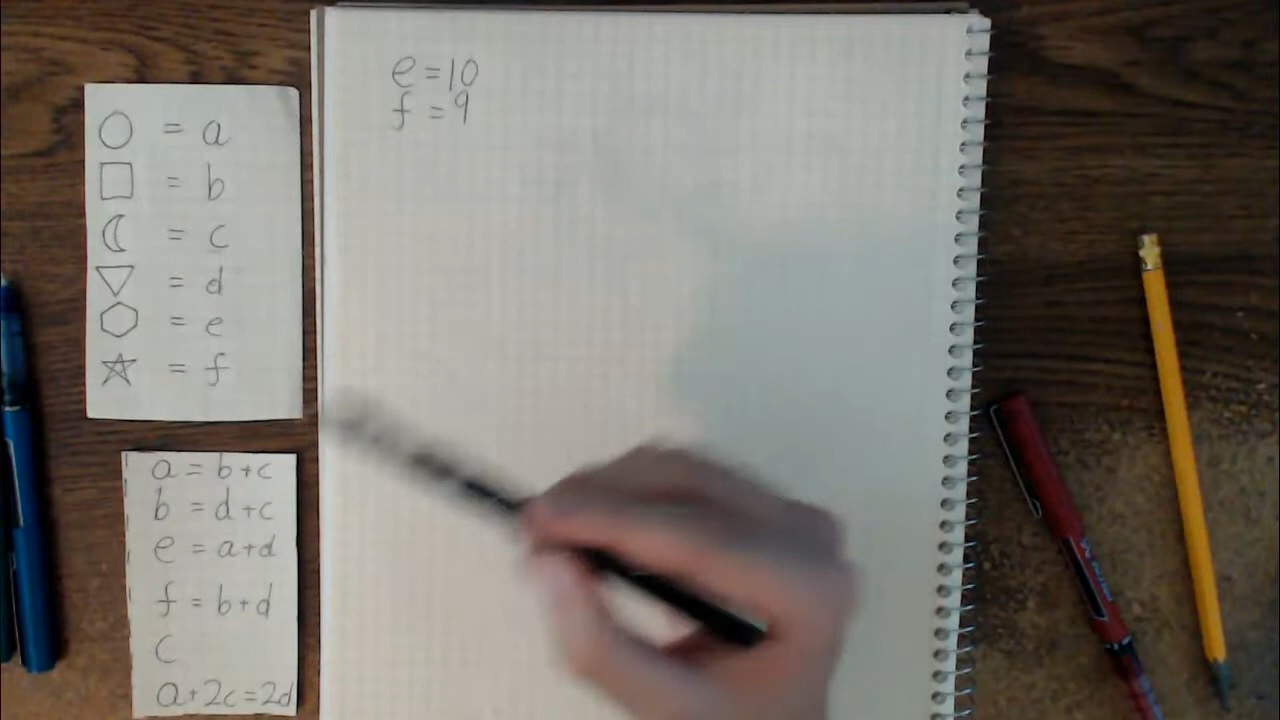 e = 10
f = 9
○ = a
□ = b
☾ = c
▽ = d
⬡ = e
☆ = f
a = b+c
b = d+c
e = a+d
f = b+d
c
a+2c=2d